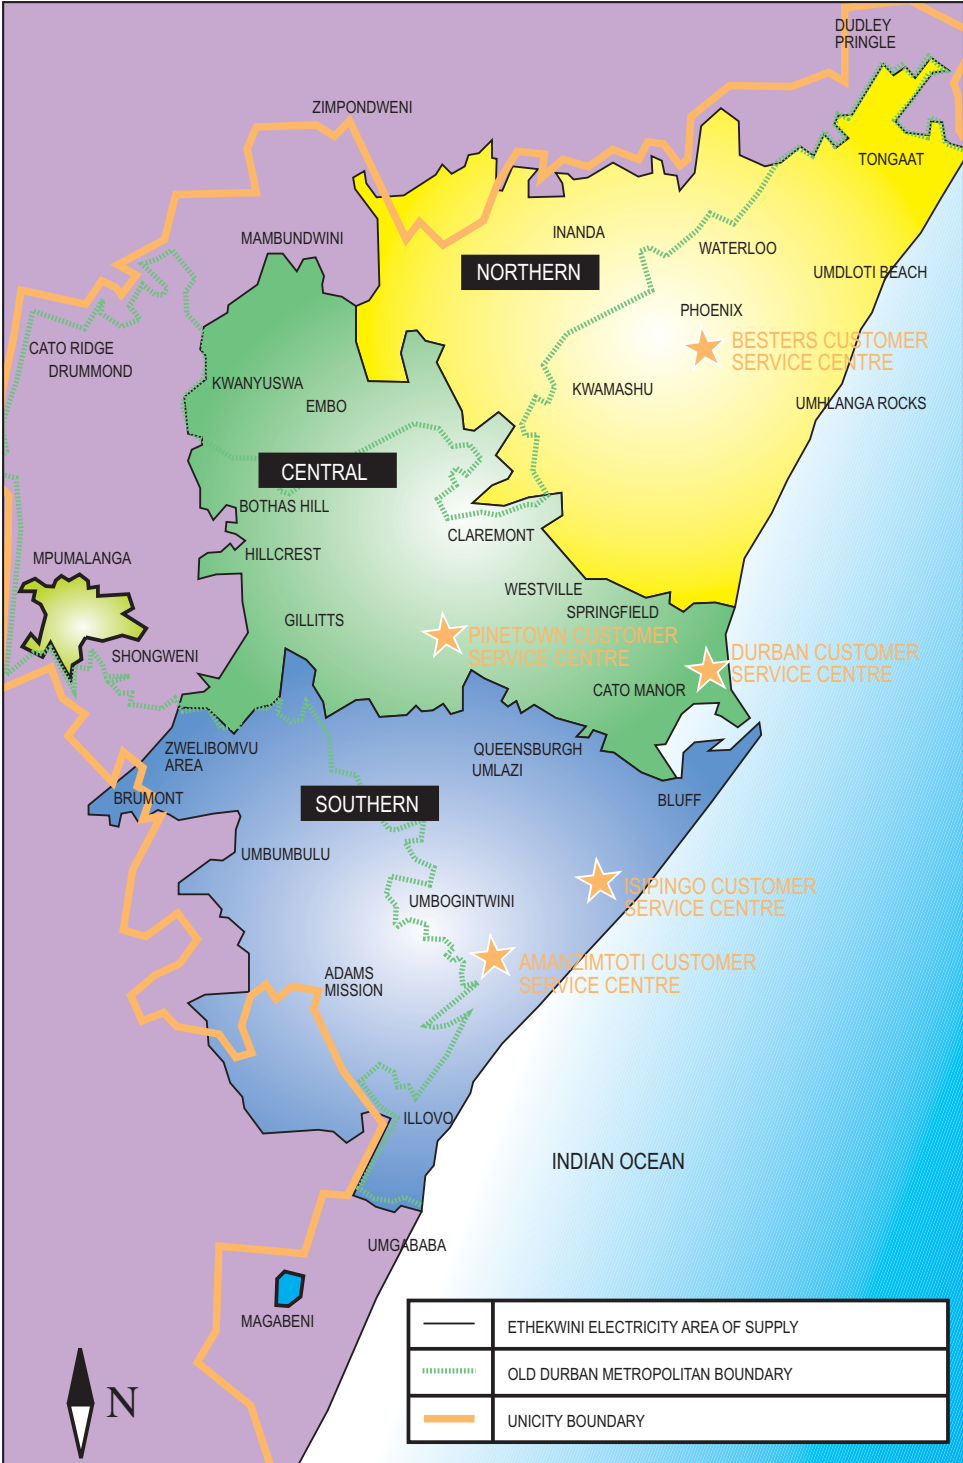 DUDLEY
PRINGLE
ZIMPONDWENI
TONGAAT
INANDA
MAMBUNDWINI
WATERLOO
NORTHERN
UMDLOTI BEACH
PHOENIX
BESTERS CUSTOMER
SERVICE CENTRE
CATO RIDGE
DRUMMOND
KWANYUSWA
KWAMASHU
EMBO
UMHLANGA ROCKS
CENTRAL
BOTHAS HILL
CLAREMONT
HILLCREST
MPUMALANGA
WESTVILLE
SPRINGFIELD
GILLITTS
PINETOWN CUSTOMER
SERVICE CENTRE
SHONGWENI
DURBAN CUSTOMER
SERVICE CENTRE
CATO MANOR
ZWELIBOMVU
AREA
QUEENSBURGH
UMLAZI
BRUMONT
SOUTHERN
BLUFF
UMBUMBULU
ISIPINGO CUSTOMER
SERVICE CENTRE
UMBOGINTWINI
AMANZIMTOTI CUSTOMER
SERVICE CENTRE
ADAMS
MISSION
ILLOVO
INDIAN OCEAN
UMGABABA
MAGABENI
ETHEKWINI ELECTRICITY AREA OF SUPPLY
OLD DURBAN METROPOLITAN BOUNDARY
UNICITY BOUNDARY
N